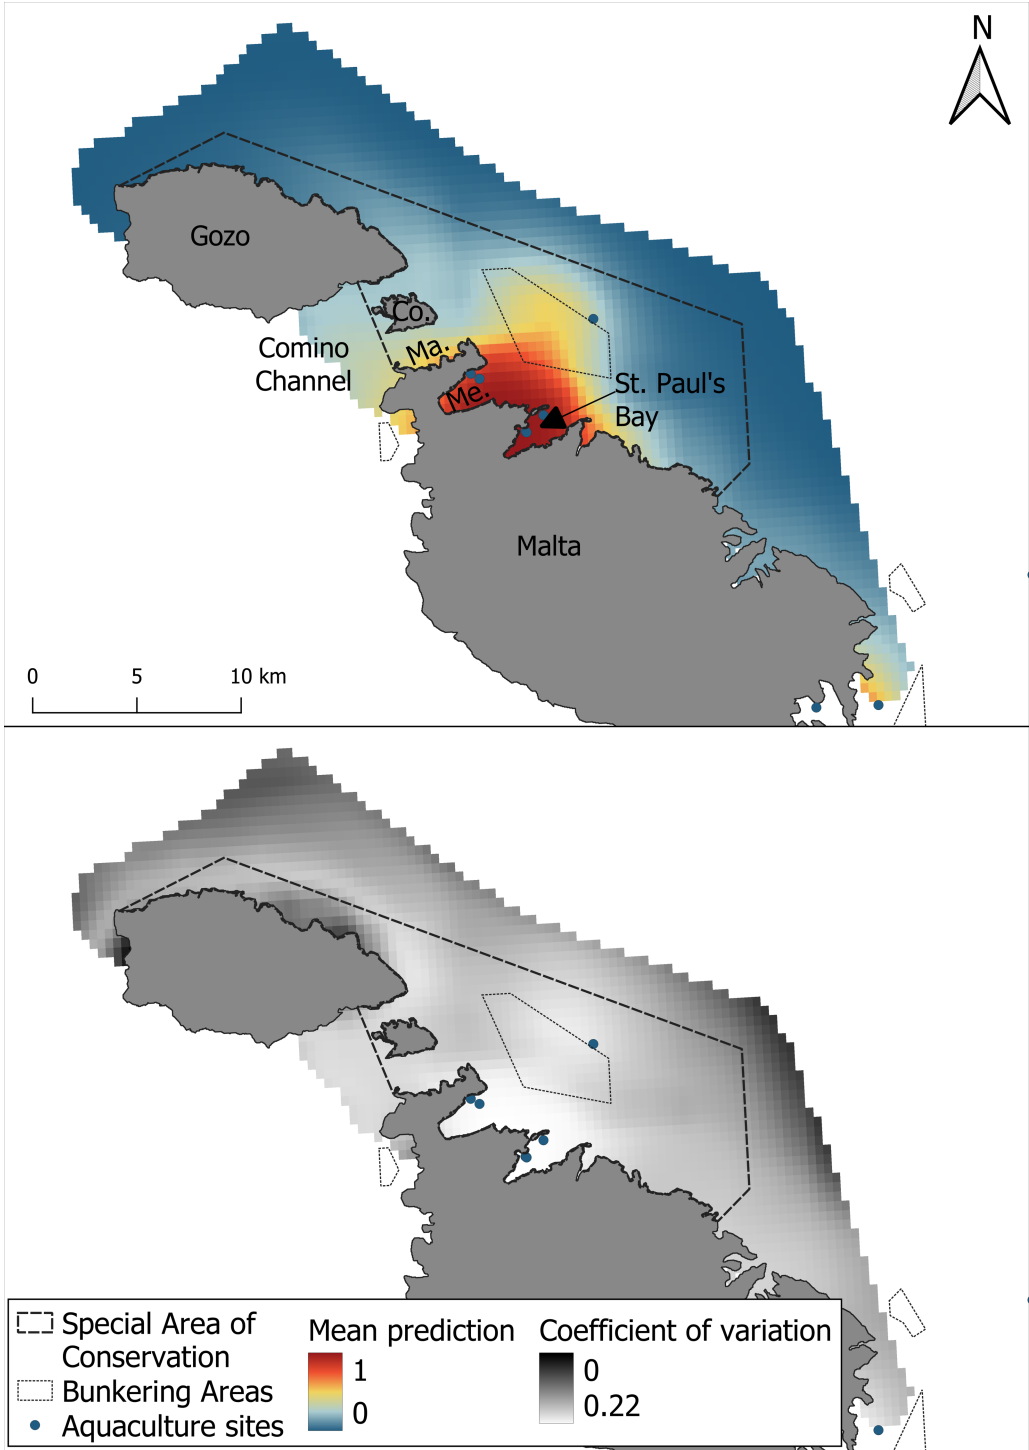 N
Gozo
Co.
Comino
Channel
Ma.
Me.
St. Paul's
Bay
Malta
0 5 10 km
Special Area of
Conservation
Bunkering Areas
Aquaculture sites
Mean prediction
1
0
Coefficient of variation
0
0.22